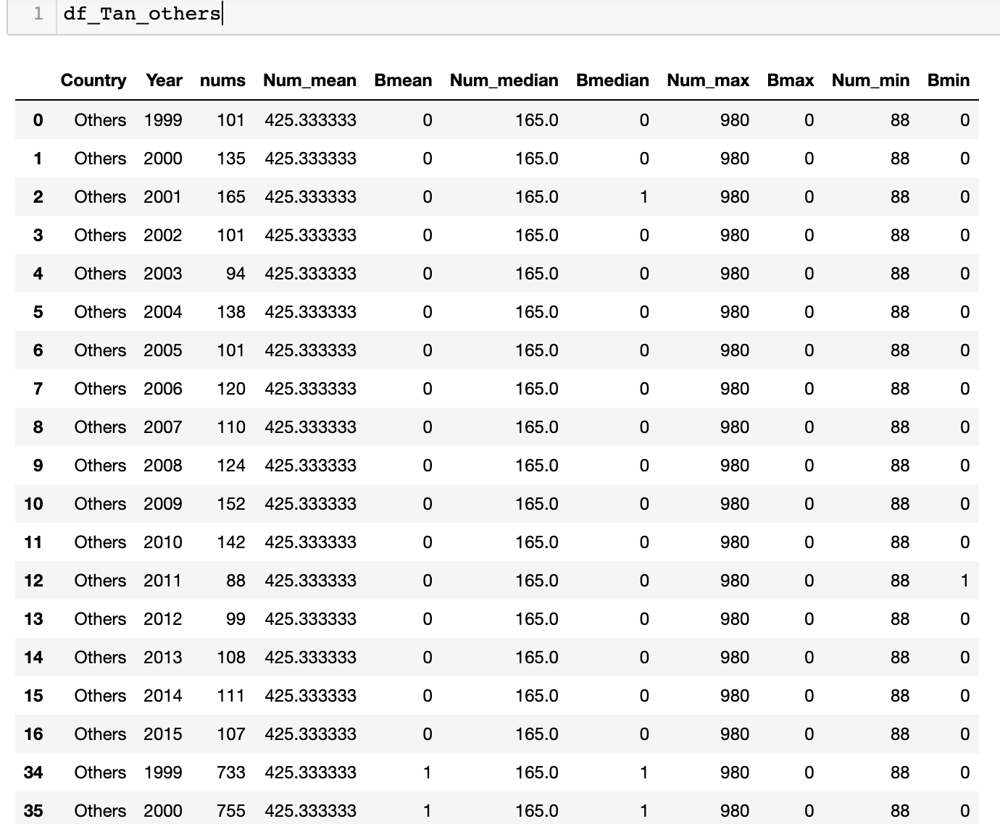 1 df_Tan_others
Country Year nums Num_mean Bmean Num_median Bmedian Num_max Bmax Num_min Bmin
0 Others 1999 101 425.333333 0 165.0 0 980 0 88 0
1 Others 2000 135 425.333333 0 165.0 0 980 0 88 0
2 Others 2001 165 425.333333 0 165.0 1 980 0 88 0
3 Others 2002 101 425.333333 0 165.0 0 980 0 88 0
4 Others 2003 94 425.333333 0 165.0 0 980 0 88 0
5 Others 2004 138 425.333333 0 165.0 0 980 0 88 0
6 Others 2005 101 425.333333 0 165.0 0 980 0 88 0
7 Others 2006 120 425.333333 0 165.0 0 980 0 88 0
8 Others 2007 110 425.333333 0 165.0 0 980 0 88 0
9 Others 2008 124 425.333333 0 165.0 0 980 0 88 0
10 Others 2009 152 425.333333 0 165.0 0 980 0 88 0
11 Others 2010 142 425.333333 0 165.0 0 980 0 88 0
12 Others 2011 88 425.333333 0 165.0 0 980 0 88 1
13 Others 2012 99 425.333333 0 165.0 0 980 0 88 0
14 Others 2013 108 425.333333 0 165.0 0 980 0 88 0
15 Others 2014 111 425.333333 0 165.0 0 980 0 88 0
16 Others 2015 107 425.333333 0 165.0 0 980 0 88 0
34 Others 1999 733 425.333333 1 165.0 1 980 0 88 0
35 Others 2000 755 425.333333 1 165.0 1 980 0 88 0